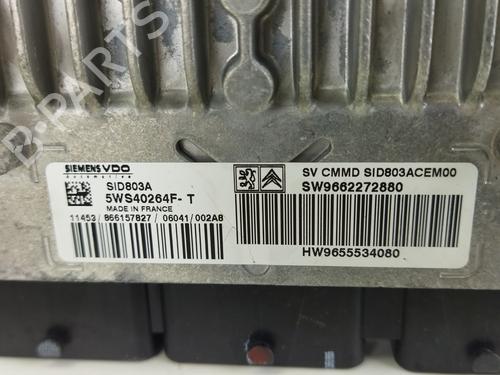 B-PARTS
SIEMENS VDO
automotive
SID803A
5WS40264F- T
MADE IN FRANCE
11453/866157827/06041/002A8
SV CMMD SID803ACEM00
SW9662272880
HW9655534080